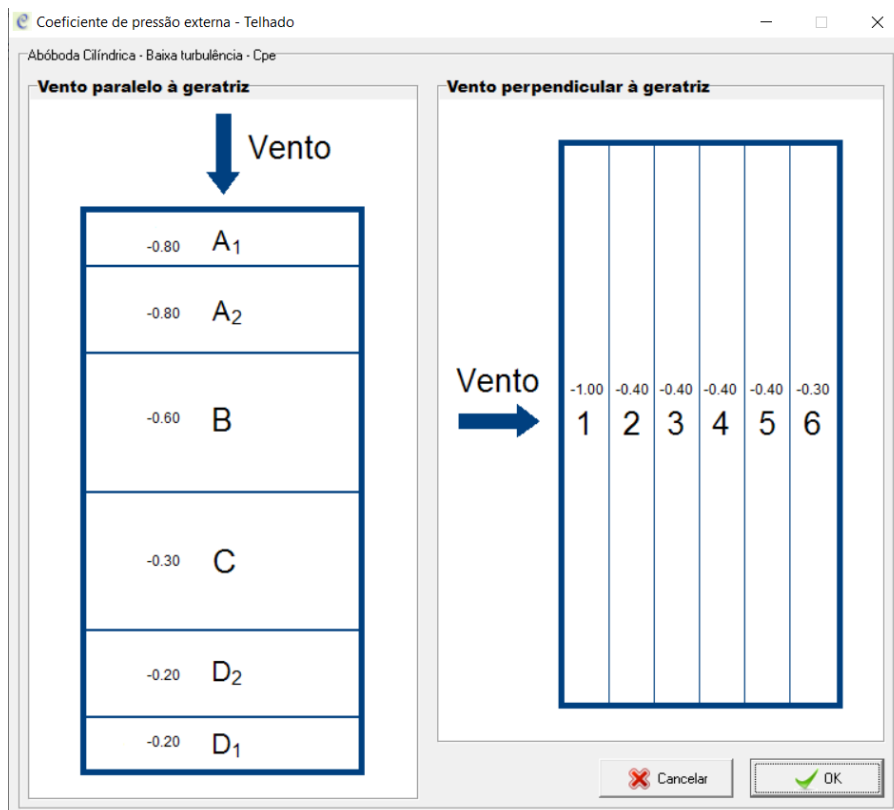 Coeficiente de pressão externa - Telhado
Abóboda Cilíndrica - Baixa turbulência - Cpe
Vento paralelo à geratriz
Vento
-0.80 A1
-0.80 A2
-0.60 B
-0.30 C
-0.20 D2
-0.20 D1
Vento perpendicular à geratriz
Vento
-1.00 -0.40 -0.40 -0.40 -0.40 -0.30
1 2 3 4 5 6
Cancelar
OK